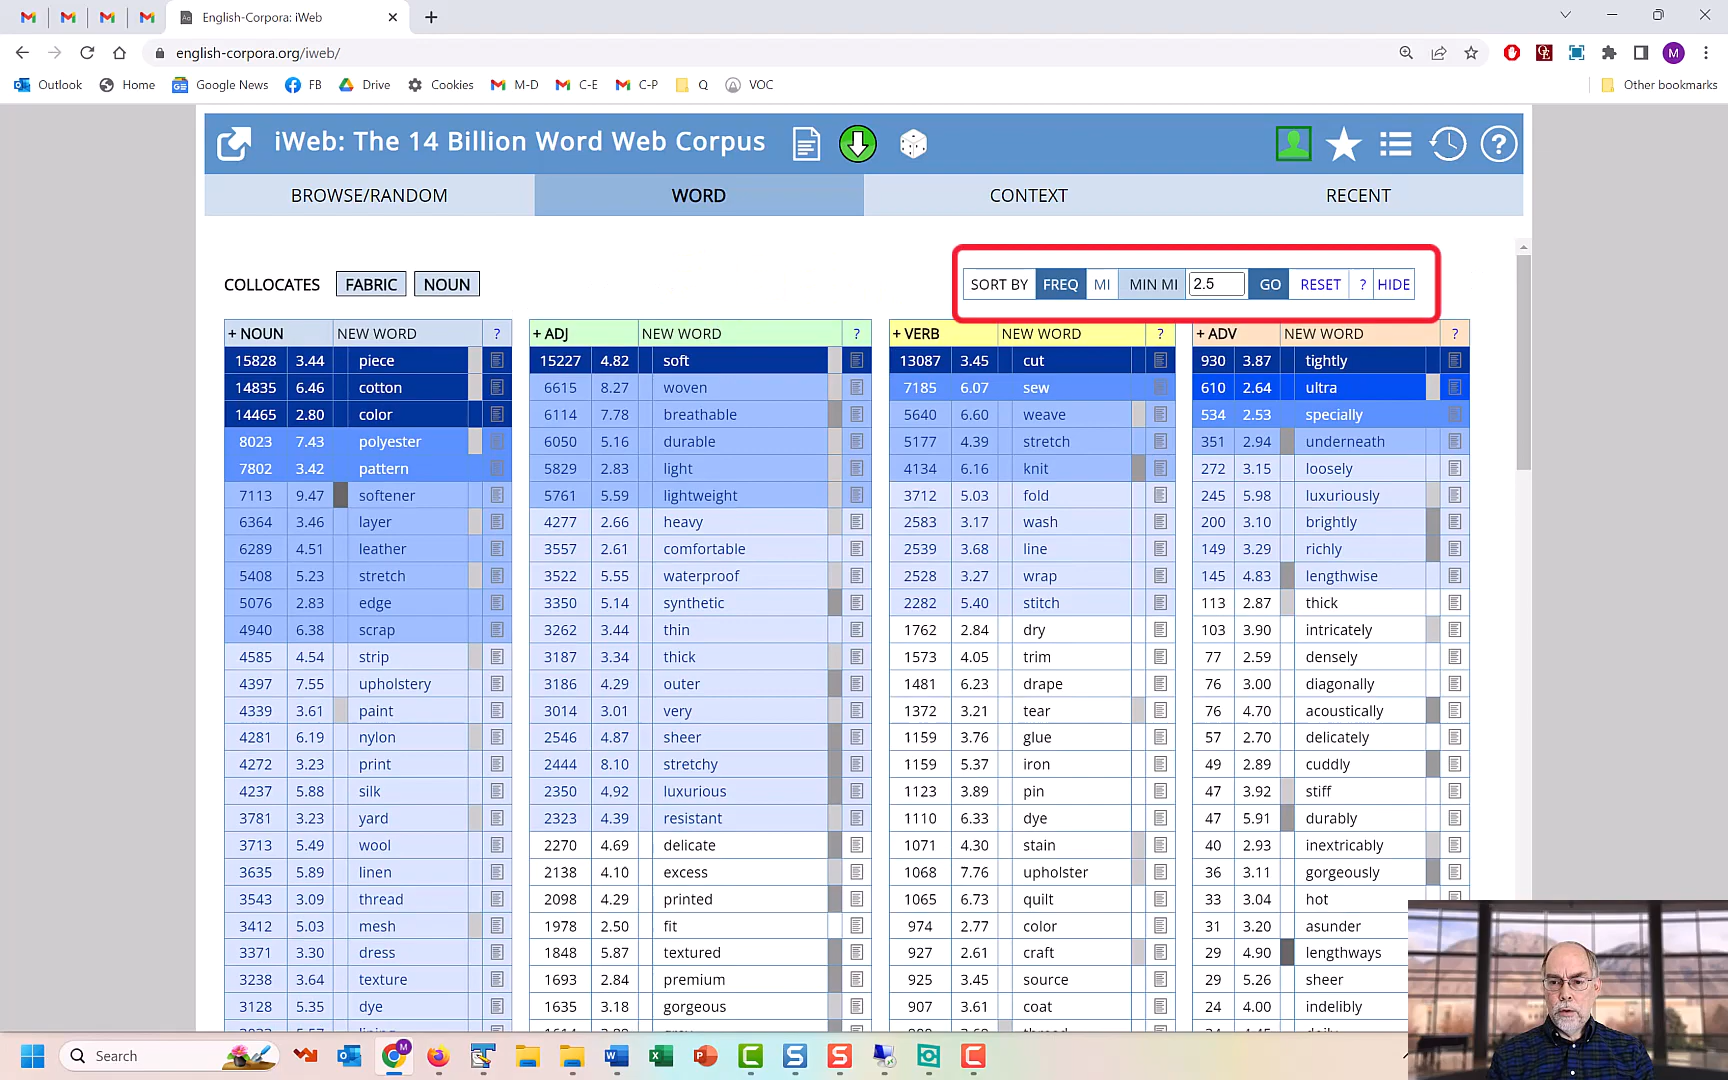 English-Corpora: iWeb
english-corpora.org/iweb/
M
Outlook Home Google News FB Drive Cookies M-D C-E C-P Q VOC Other bookmarks
iWeb: The 14 Billion Word Web Corpus
?
BROWSE/RANDOM WORD CONTEXT RECENT
COLLOCATES FABRIC NOUN SORT BY FREQ MI MIN MI 2.5 GO RESET ? HIDE
+ NOUN NEW WORD ? + ADJ NEW WORD ? + VERB NEW WORD ? + ADV NEW WORD ?
15828 3.44 piece 15227 4.82 soft 13087 3.45 cut 930 3.87 tightly
14835 6.46 cotton 6615 8.27 woven 7185 6.07 sew 610 2.64 ultra
14465 2.80 color 6114 7.78 breathable 5640 6.60 weave 534 2.53 specially
8023 7.43 polyester 6050 5.16 durable 5177 4.39 stretch 351 2.94 underneath
7802 3.42 pattern 5829 2.83 light 4134 6.16 knit 272 3.15 loosely
7113 9.47 softener 5761 5.59 lightweight 3712 5.03 fold 245 5.98 luxuriously
6364 3.46 layer 4277 2.66 heavy 2583 3.17 wash 200 3.10 brightly
6289 4.51 leather 3557 2.61 comfortable 2539 3.68 line 149 3.29 richly
5408 5.23 stretch 3522 5.55 waterproof 2528 3.27 wrap 145 4.83 lengthwise
5076 2.83 edge 3350 5.14 synthetic 2282 5.40 stitch 113 2.87 thick
4940 6.38 scrap 3262 3.44 thin 1762 2.84 dry 103 3.90 intricately
4585 4.54 strip 3187 3.34 thick 1573 4.05 trim 77 2.59 densely
4397 7.55 upholstery 3186 4.29 outer 1481 6.23 drape 76 3.00 diagonally
4339 3.61 paint 3014 3.01 very 1372 3.21 tear 76 4.70 acoustically
4281 6.19 nylon 2546 4.87 sheer 1159 3.76 glue 57 2.70 delicately
4272 3.23 print 2444 8.10 stretchy 1159 5.37 iron 49 2.89 cuddly
4237 5.88 silk 2350 4.92 luxurious 1123 3.89 pin 47 3.92 stiff
3781 3.23 yard 2323 4.39 resistant 1110 6.33 dye 47 5.91 durably
3713 5.49 wool 2270 4.69 delicate 1071 4.30 stain 40 2.93 inextricably
3635 5.89 linen 2138 4.10 excess 1068 7.76 upholster 36 3.11 gorgeously
3543 3.09 thread 2098 4.29 printed 1065 6.73 quilt 33 3.04 hot
3412 5.03 mesh 1978 2.50 fit 974 2.77 color 31 3.20 asunder
3371 3.30 dress 1848 5.87 textured 927 2.61 craft 29 4.90 lengthways
3238 3.64 texture 1693 2.84 premium 925 3.45 source 29 5.26 sheer
3128 5.35 dye 1635 3.18 gorgeous 907 3.61 coat 24 4.00 indelibly
Search